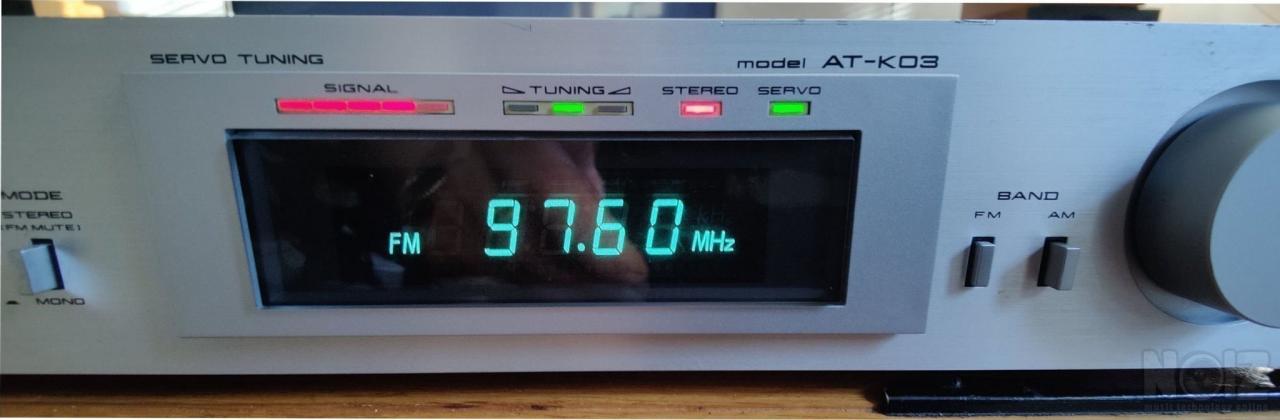 SERVO TUNING
model AT-K03
SIGNAL
TUNING
STEREO
SERVO
MODE
STEREO
(FM MUTE)
MONO
FM 97.60 MHz
BAND
FM AM
NOIZ